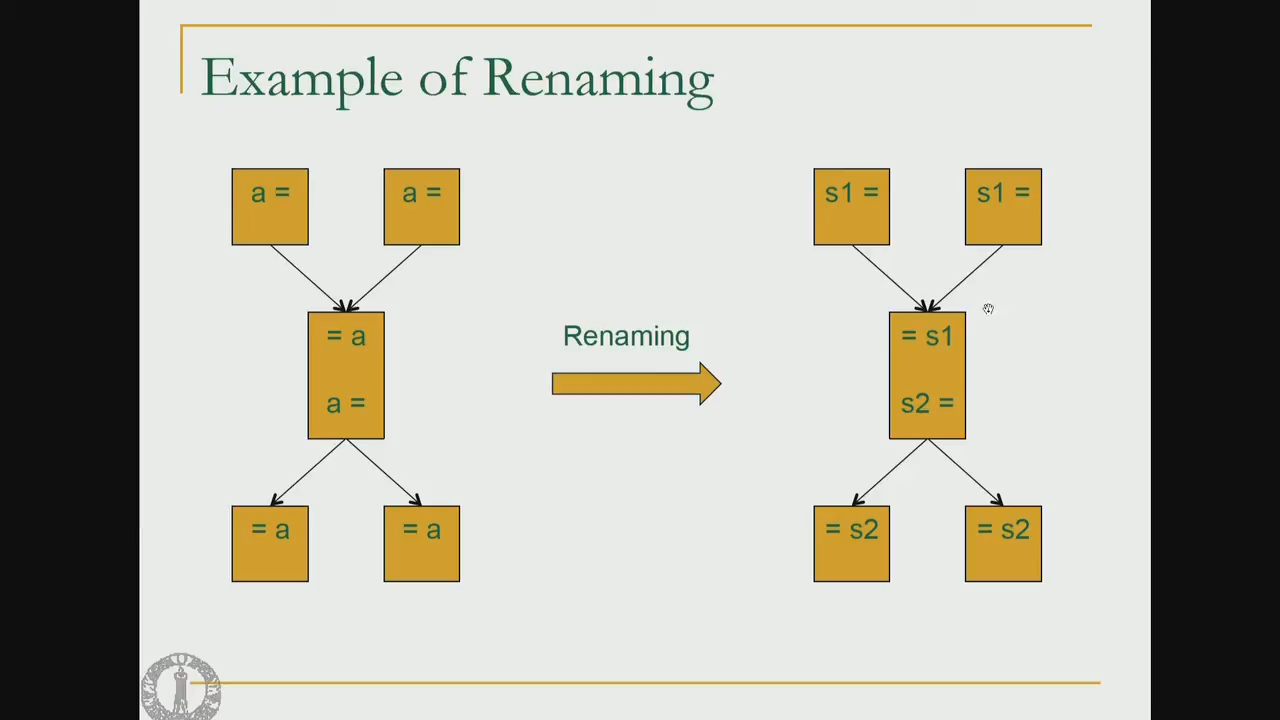 Example of Renaming
a =
a =
s1 =
s1 =
= a
a =
Renaming
= s1
s2 =
= a
= a
= s2
= s2